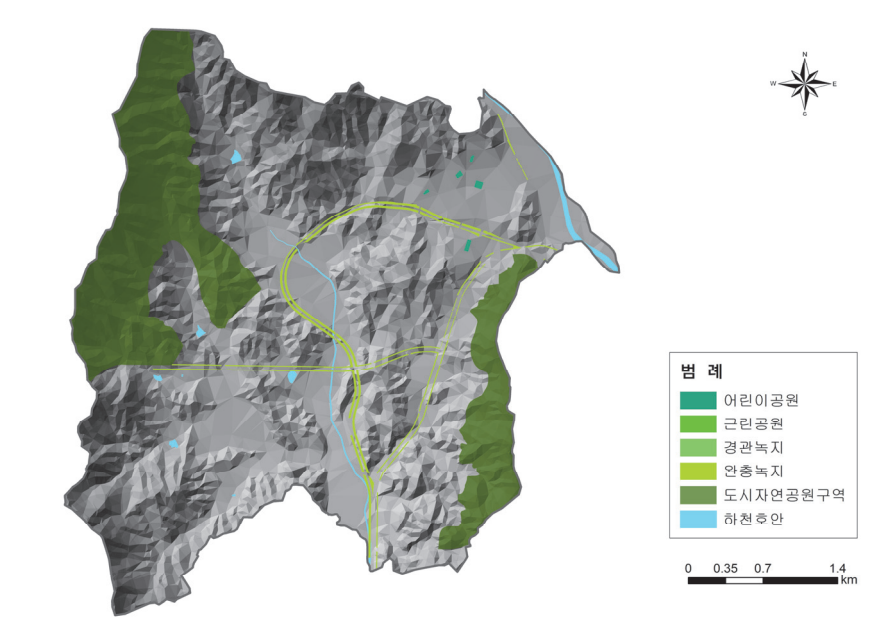 N
W E
S
범 례
어린이공원
근린공원
경관녹지
완충녹지
도시자연공원구역
하천호안
0 0.35 0.7 1.4
km